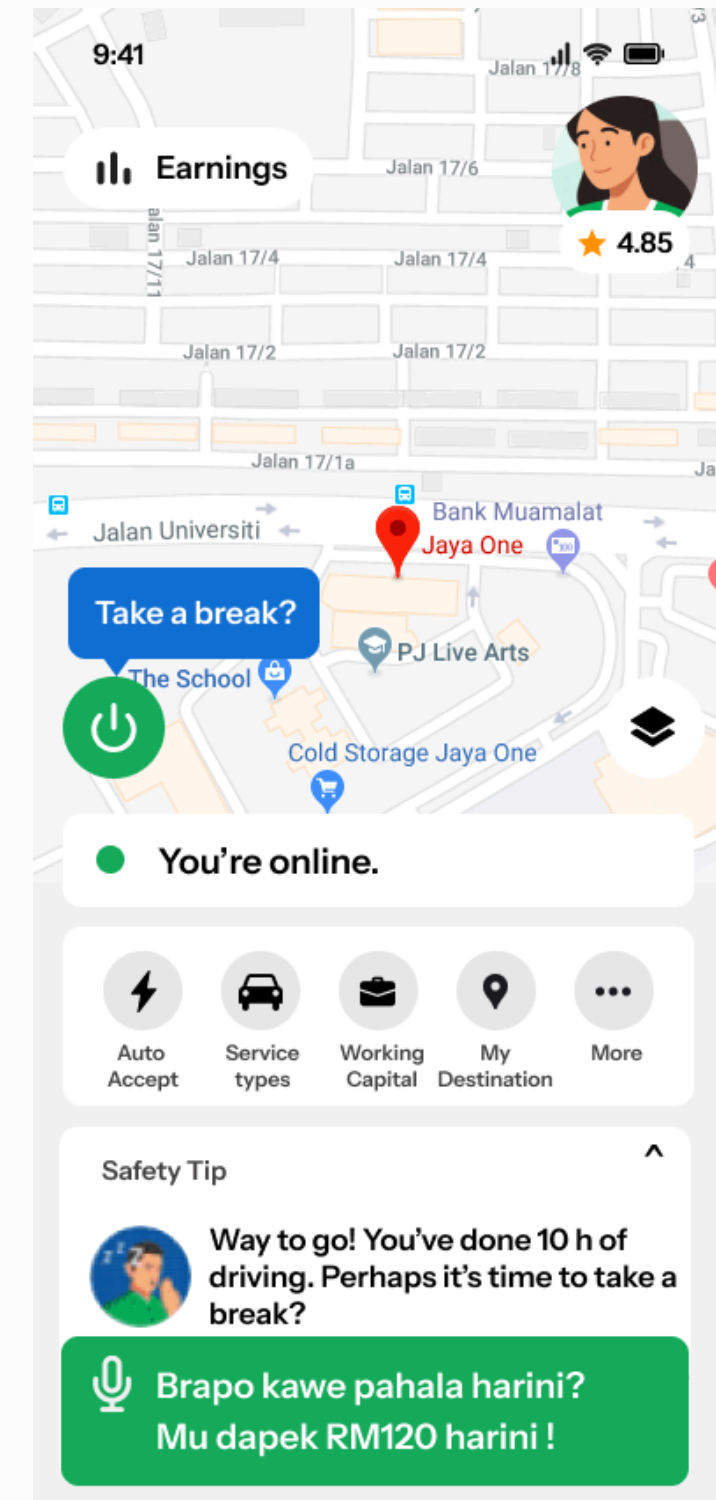 9:41
Jalan 17/8
Earnings
Jalan 17/6
4.85
alan 17/11
Jalan 17/4
Jalan 17/4
4
Jalan 17/2
Jalan 17/2
Jalan 17/1a
Ja
Bank Muamalat
Jalan Universiti
Jaya One
Take a break?
PJ Live Arts
The School
Cold Storage Jaya One
You're online.
Auto Accept
Service types
Working Capital
My Destination
More
Safety Tip
Way to go! You've done 10 h of
driving. Perhaps it's time to take a
break?
Brapo kawe pahala harini?
Mu dapek RM120 harini !